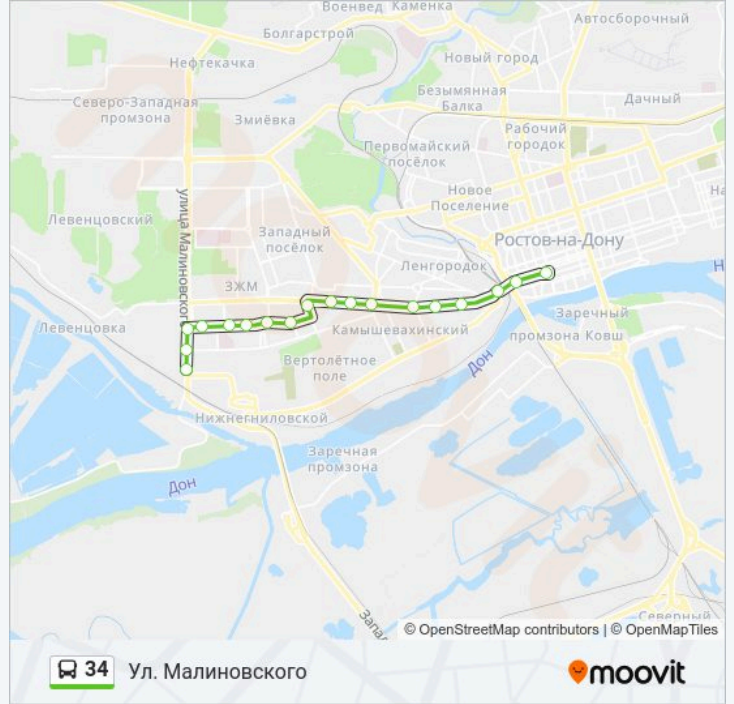 Военвед Каменка
Болгарстрой
Автосборочный
Нефтекачка
Новый город
Безымянная
Балка
Дачный
Северо-Западная
промзона
Змиёвка
Рабочий
городок
Первомайский
посёлок
Новое
Поселение
На
улица Малиновского
Левенцовский
Западный
посёлок
Ростов-на-Дону
Ленгородок
Н
ЗЖМ
Левенцовка
Камышевахинский
Заречный
промзона Ковш
Вертолётное
поле
Дон
Нижнегниловской
Заречная
промзона
Дон
Запад
Северный
© OpenStreetMap contributors | © OpenMapTiles
34 Ул. Малиновского
moovit